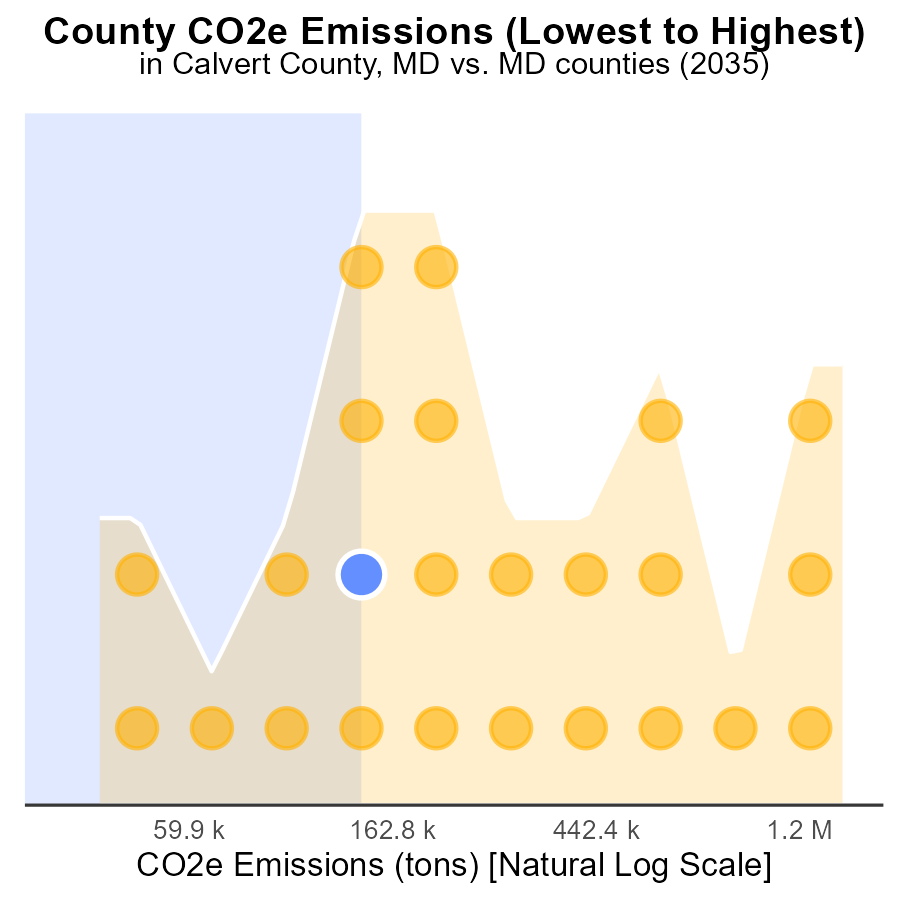 County CO2e Emissions (Lowest to Highest)
in Calvert County, MD vs. MD counties (2035)
59.9 k 162.8 k 442.4 k 1.2 M
CO2e Emissions (tons) [Natural Log Scale]